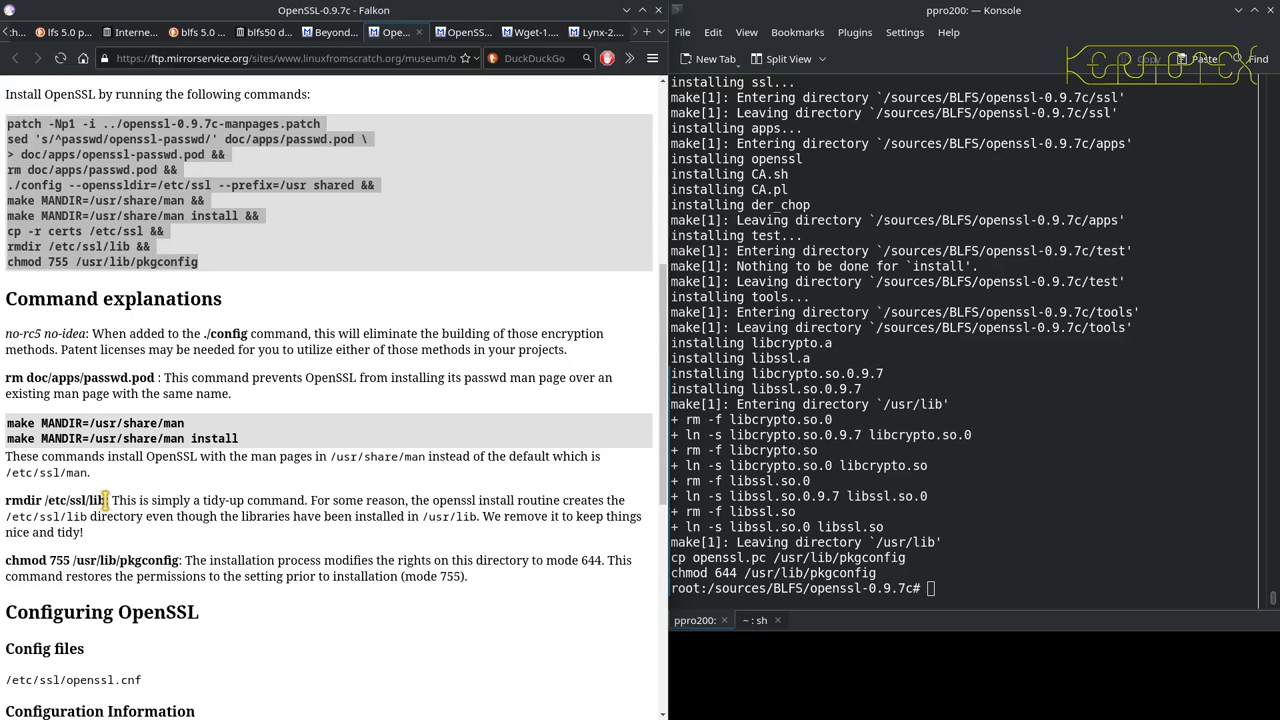 OpenSSL-0.9.7c - Falkon
lfs 5.0 p...
Interne...
blfs 5.0 ...
blfs50 d...
Beyond...
Ope...
OpenSS...
Wget-1....
Lynx-2....
https://ftp.mirrorservice.org/sites/www.linuxfromscratch.org/museum/b
DuckDuckGo
Install OpenSSL by running the following commands:
patch -Np1 -i ../openssl-0.9.7c-manpages.patch
sed 's/^passwd/openssl-passwd/' doc/apps/passwd.pod \
> doc/apps/openssl-passwd.pod &&
rm doc/apps/passwd.pod &&
./config --openssldir=/etc/ssl --prefix=/usr shared &&
make MANDIR=/usr/share/man &&
make MANDIR=/usr/share/man install &&
cp -r certs /etc/ssl &&
rmdir /etc/ssl/lib &&
chmod 755 /usr/lib/pkgconfig
Command explanations
no-rc5 no-idea: When added to the ./config command, this will eliminate the building of those encryption
methods. Patent licenses may be needed for you to utilize either of those methods in your projects.
rm doc/apps/passwd.pod : This command prevents OpenSSL from installing its passwd man page over an
existing man page with the same name.
make MANDIR=/usr/share/man
make MANDIR=/usr/share/man install
These commands install OpenSSL with the man pages in /usr/share/man instead of the default which is
/etc/ssl/man.
rmdir /etc/ssl/lib: This is simply a tidy-up command. For some reason, the openssl install routine creates the
/etc/ssl/lib directory even though the libraries have been installed in /usr/lib. We remove it to keep things
nice and tidy!
chmod 755 /usr/lib/pkgconfig: The installation process modifies the rights on this directory to mode 644. This
command restores the permissions to the setting prior to installation (mode 755).
Configuring OpenSSL
Config files
/etc/ssl/openssl.cnf
Configuration Information
ppro200: — Konsole
File Edit View Bookmarks Plugins Settings Help
New Tab Split View Copy Paste Find
installing ssl...
make[1]: Entering directory `/sources/BLFS/openssl-0.9.7c/ssl'
make[1]: Leaving directory `/sources/BLFS/openssl-0.9.7c/ssl'
installing apps...
make[1]: Entering directory `/sources/BLFS/openssl-0.9.7c/apps'
installing openssl
installing CA.sh
installing CA.pl
installing der_chop
make[1]: Leaving directory `/sources/BLFS/openssl-0.9.7c/apps'
installing test...
make[1]: Entering directory `/sources/BLFS/openssl-0.9.7c/test'
make[1]: Nothing to be done for `install'.
make[1]: Leaving directory `/sources/BLFS/openssl-0.9.7c/test'
installing tools...
make[1]: Entering directory `/sources/BLFS/openssl-0.9.7c/tools'
make[1]: Leaving directory `/sources/BLFS/openssl-0.9.7c/tools'
installing libcrypto.a
installing libssl.a
installing libcrypto.so.0.9.7
installing libssl.so.0.9.7
make[1]: Entering directory `/usr/lib'
+ rm -f libcrypto.so.0
+ ln -s libcrypto.so.0.9.7 libcrypto.so.0
+ rm -f libcrypto.so
+ ln -s libcrypto.so.0 libcrypto.so
+ rm -f libssl.so.0
+ ln -s libssl.so.0.9.7 libssl.so.0
+ rm -f libssl.so
+ ln -s libssl.so.0 libssl.so
make[1]: Leaving directory `/usr/lib'
cp openssl.pc /usr/lib/pkgconfig
chmod 644 /usr/lib/pkgconfig
root:/sources/BLFS/openssl-0.9.7c#
ppro200:
~ : sh